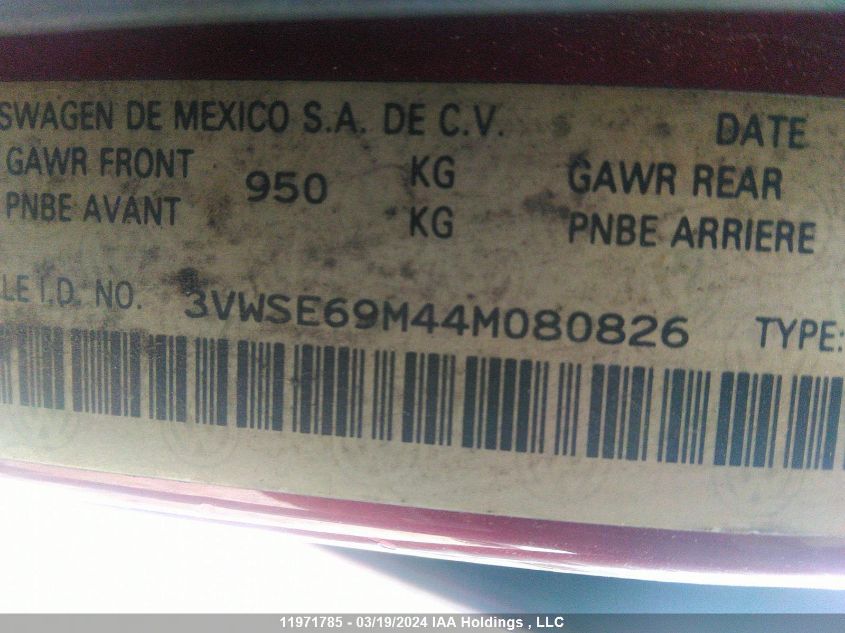 SWAGEN DE MEXICO S.A. DE C.V. DATE
GAWR FRONT 950 KG GAWR REAR
PNBE AVANT KG PNBE ARRIERE
LE I.D. NO. 3VWSE69M44M080826 TYPE:
11971785 - 03/19/2024 IAA Holdings , LLC